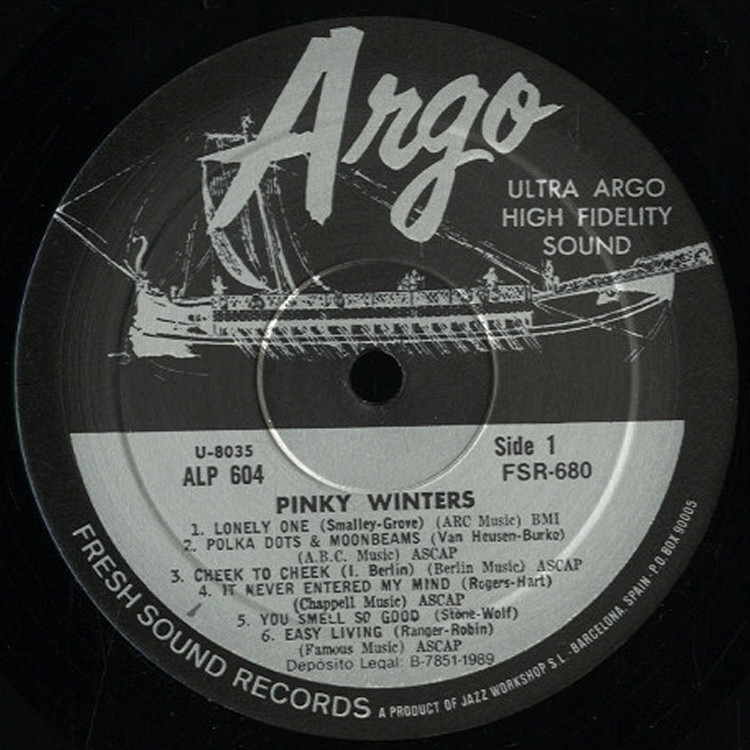 Argo
ULTRA ARGO
HIGH FIDELITY
SOUND
U-8035
ALP 604
Side 1
FSR-680
PINKY WINTERS
1. LONELY ONE (Smalley-Grove) (ARC Music) BMI
2. POLKA DOTS & MOONBEAMS (Van Heusen-Burke)
(A.B.C. Music) ASCAP
3. CHEEK TO CHEEK (I. Berlin) (Berlin Music) ASCAP
4. IT NEVER ENTERED MY MIND (Rogers-Hart)
(Chappell Music) ASCAP
5. YOU SMELL SO GOOD (Stone-Wolf)
6. EASY LIVING (Ranger-Robin)
(Famous Music) ASCAP
Depósito Legal: B-7851-1989
FRESH SOUND RECORDS A PRODUCT OF JAZZ WORKSHOP S.L.-BARCELONA, SPAIN-P.O. BOX 90005